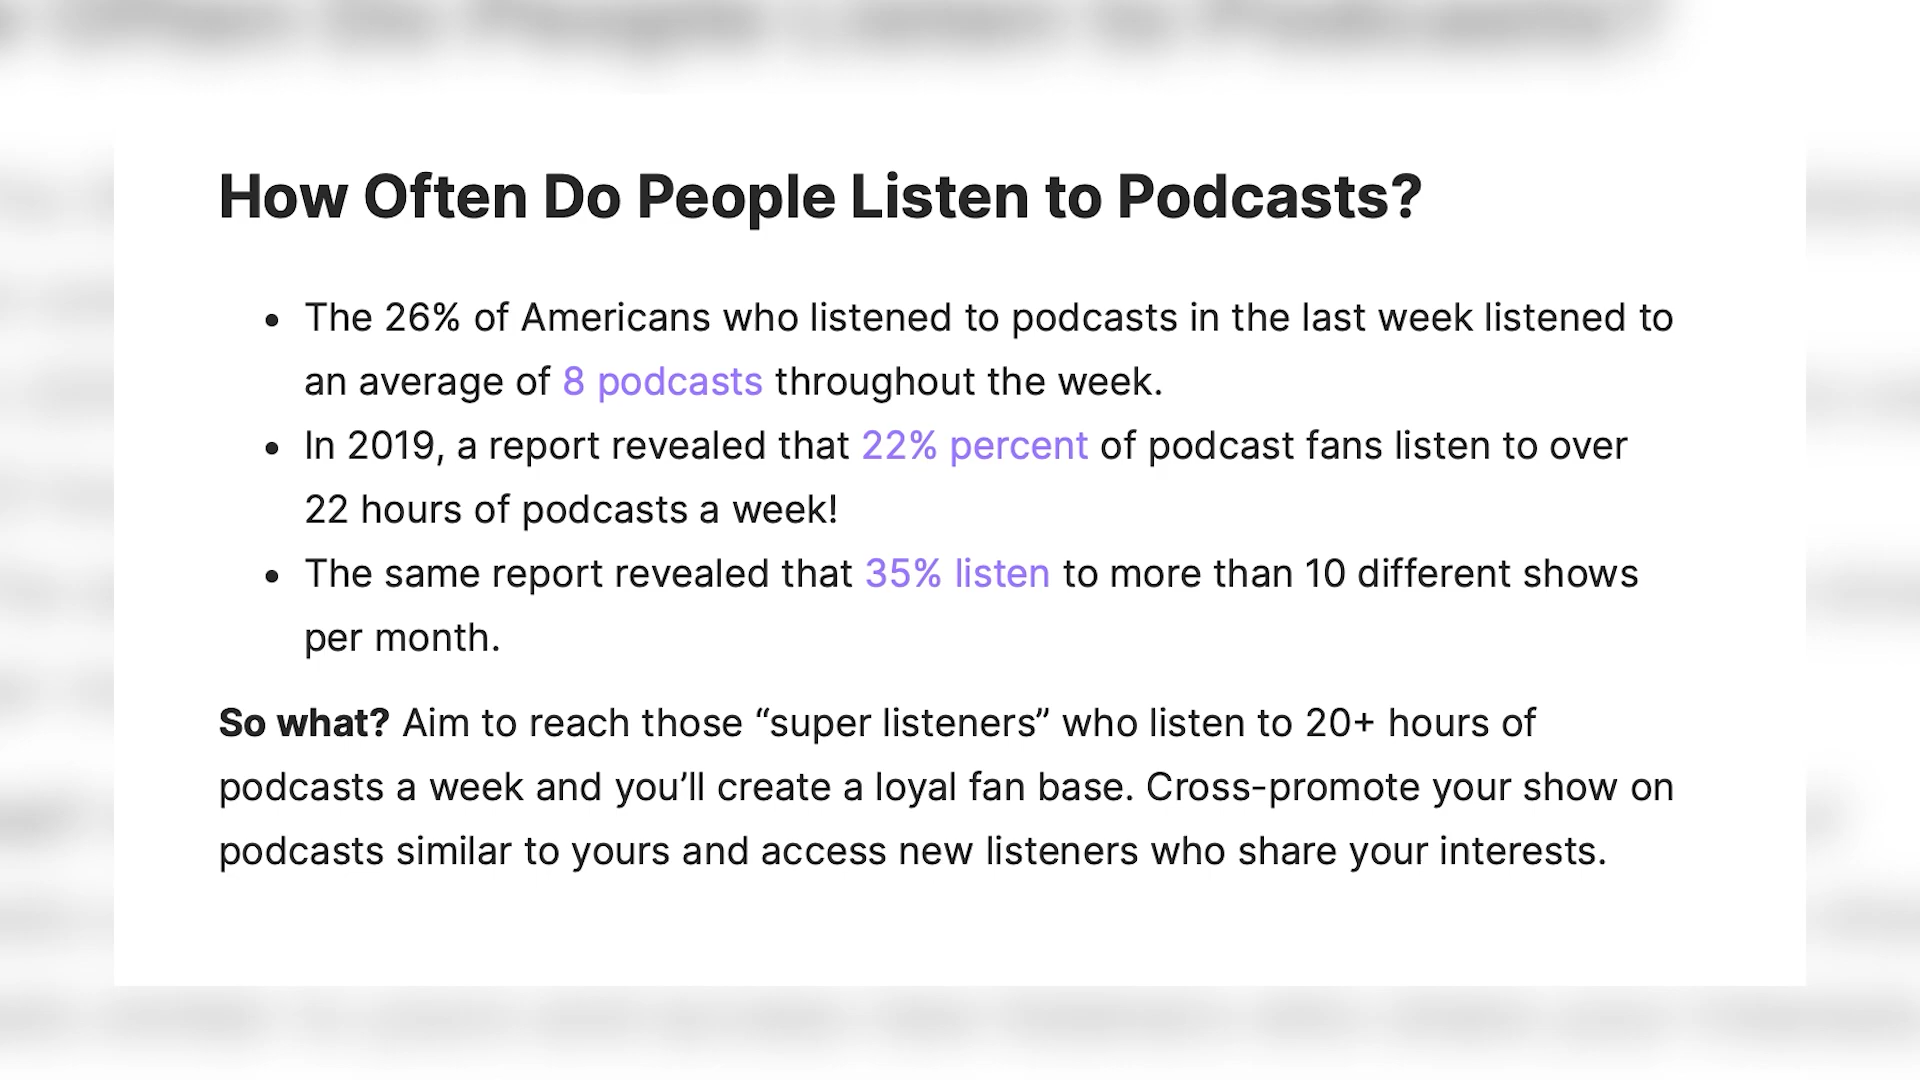 How Often Do People Listen to Podcasts?
• The 26% of Americans who listened to podcasts in the last week listened to
an average of 8 podcasts throughout the week.
• In 2019, a report revealed that 22% percent of podcast fans listen to over
22 hours of podcasts a week!
• The same report revealed that 35% listen to more than 10 different shows
per month.
So what? Aim to reach those “super listeners” who listen to 20+ hours of
podcasts a week and you’ll create a loyal fan base. Cross-promote your show on
podcasts similar to yours and access new listeners who share your interests.